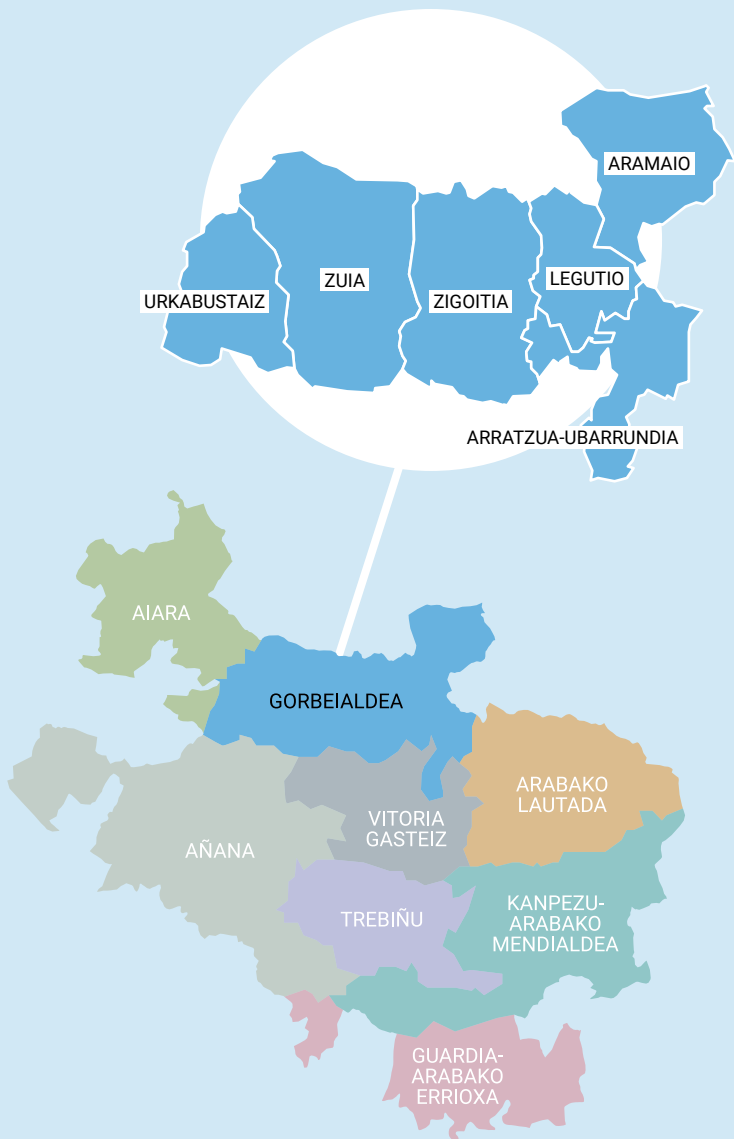 ARAMAIO
ZUIA
LEGUTIO
URKABUSTAIZ
ZIGOITIA
ARRATZUA-UBARRUNDIA
AIARA
GORBEIALDEA
ARABAKO
LAUTADA
VITORIA
GASTEIZ
AÑANA
KANPEZU-
ARABAKO
MENDIALDEA
TREBIÑU
GUARDIA-
ARABAKO
ERRIOXA